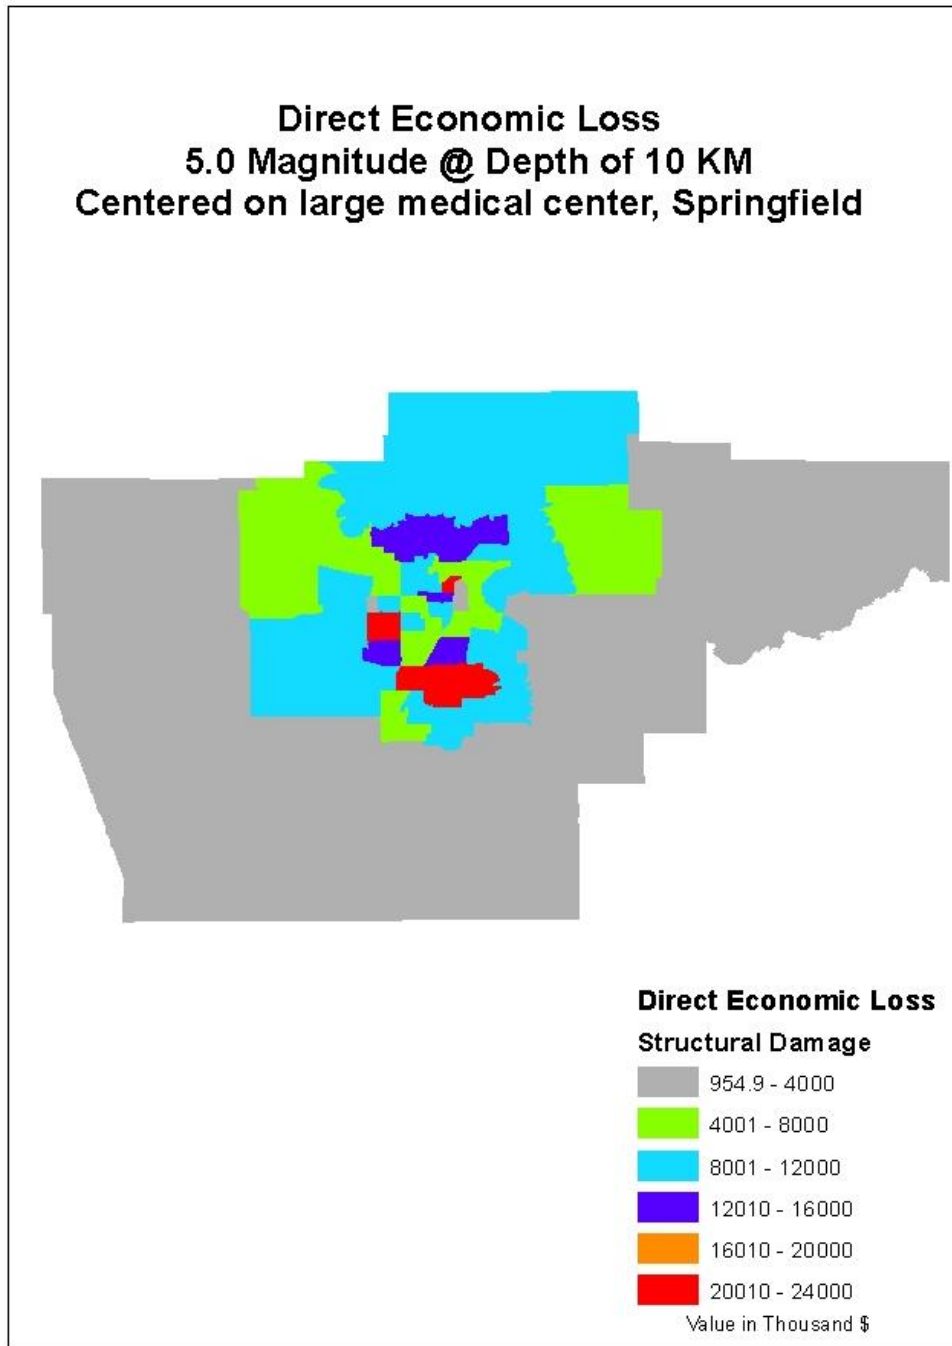 Direct Economic Loss
5.0 Magnitude @ Depth of 10 KM
Centered on large medical center, Springfield
Direct Economic Loss
Structural Damage
954.9 - 4000
4001 - 8000
8001 - 12000
12010 - 16000
16010 - 20000
20010 - 24000
Value in Thousand $